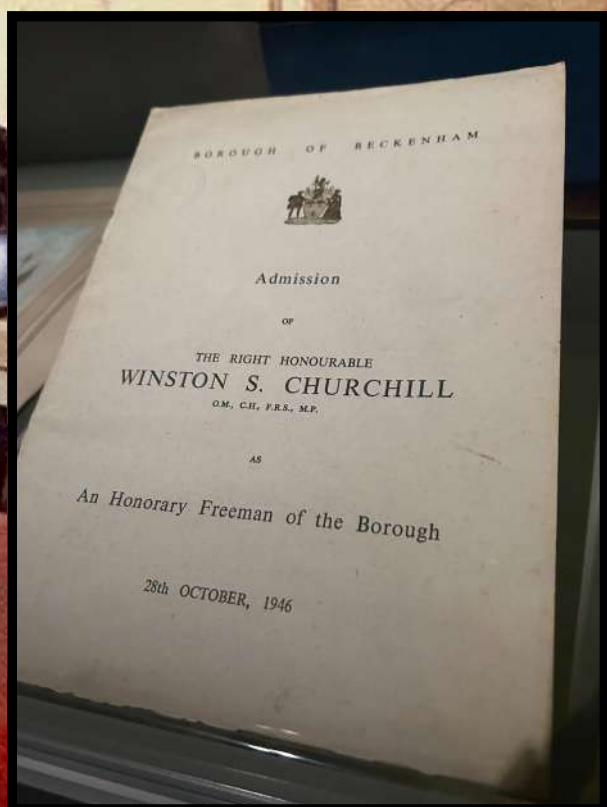 BOROUGH OF BECKENHAM
Admission
OF
THE RIGHT HONOURABLE
WINSTON S. CHURCHILL
O.M., C.H., F.R.S., M.P.
AS
An Honorary Freeman of the Borough
28th OCTOBER, 1946